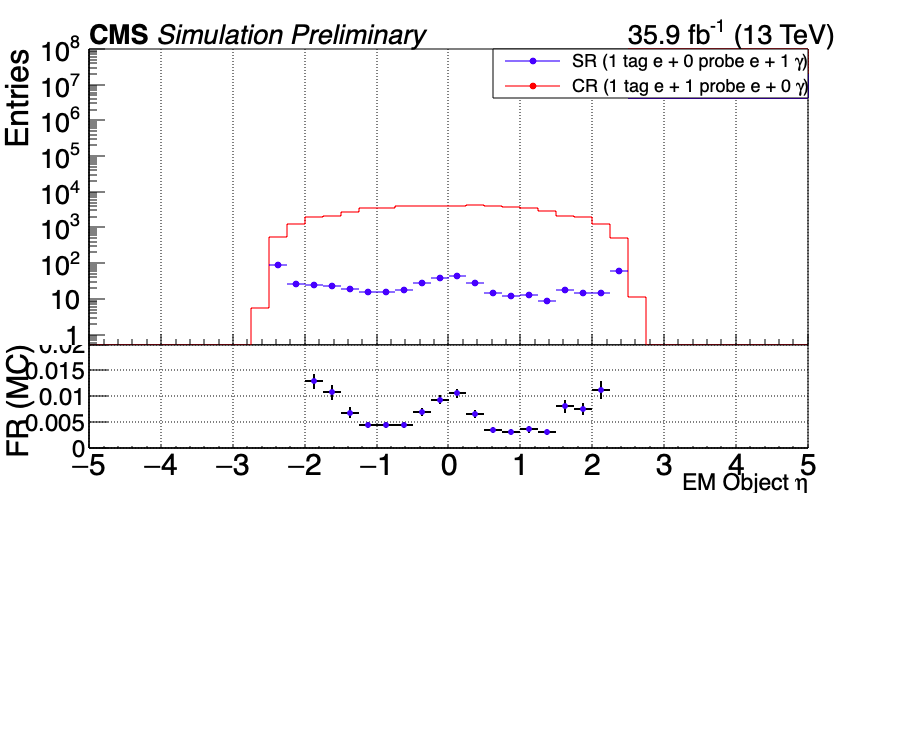 CMS Simulation Preliminary 35.9 fb⁻¹ (13 TeV)
Entries
10⁸
10⁷
10⁶
10⁵
10⁴
10³
10²
10
1
SR (1 tag e + 0 probe e + 1 γ)
CR (1 tag e + 1 probe e + 0 γ)
FR (MC)
0.02
0.015
0.01
0.005
0
−5 −4 −3 −2 −1 0 1 2 3 4 5
EM Object η